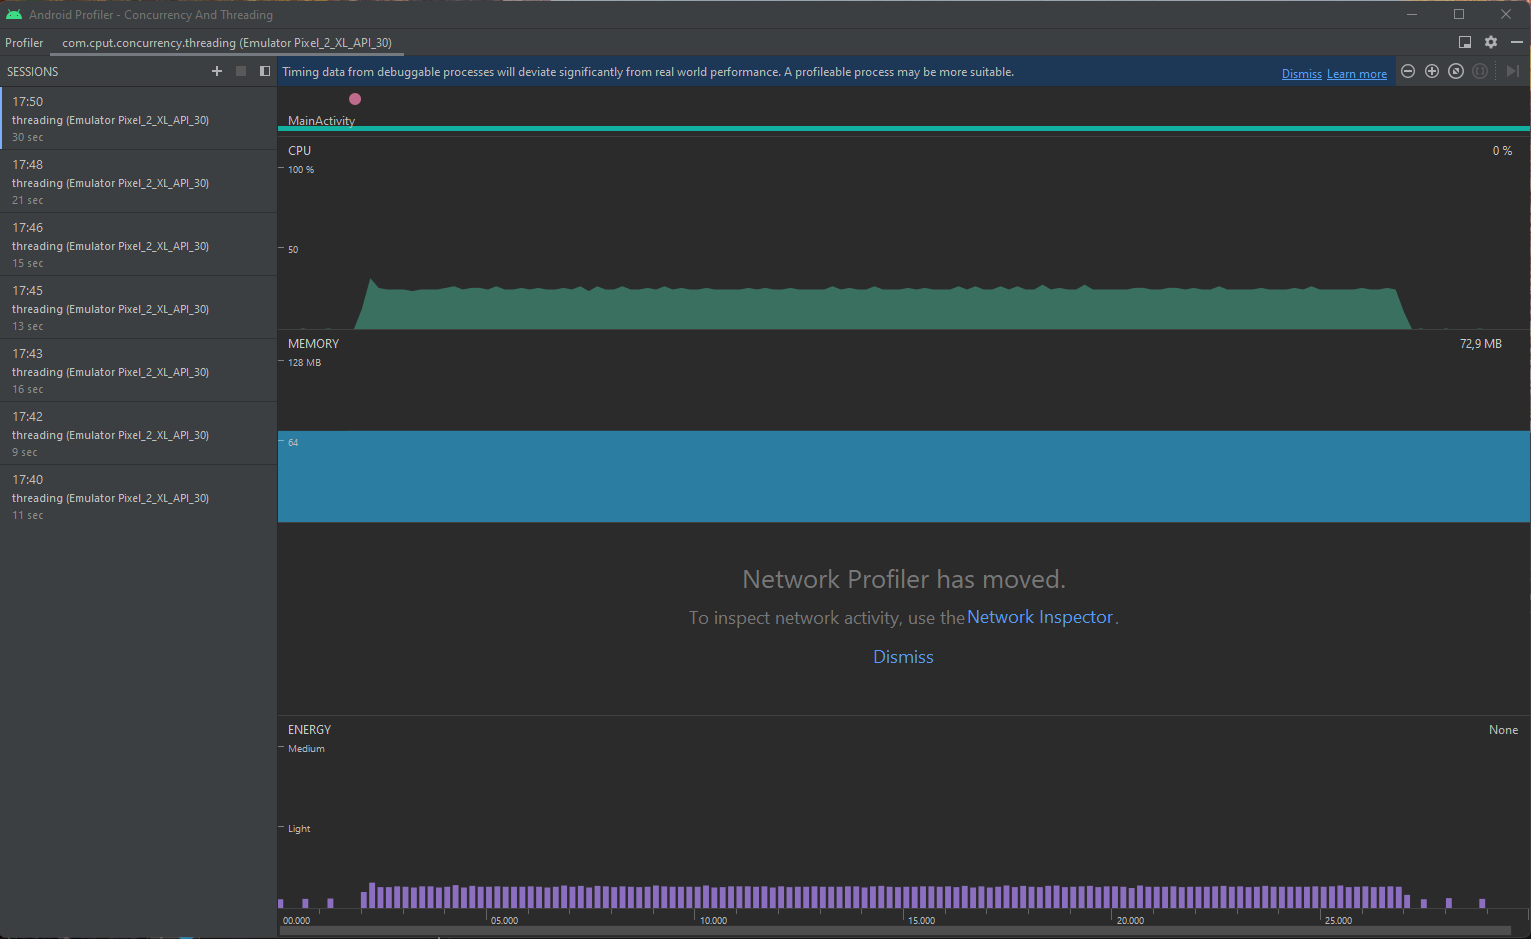 Android Profiler - Concurrency And Threading
Profiler com.cput.concurrency.threading (Emulator Pixel_2_XL_API_30)
SESSIONS
Timing data from debuggable processes will deviate significantly from real world performance. A profileable process may be more suitable. Dismiss Learn more
17:50
threading (Emulator Pixel_2_XL_API_30)
30 sec
17:48
threading (Emulator Pixel_2_XL_API_30)
21 sec
17:46
threading (Emulator Pixel_2_XL_API_30)
15 sec
17:45
threading (Emulator Pixel_2_XL_API_30)
13 sec
17:43
threading (Emulator Pixel_2_XL_API_30)
16 sec
17:42
threading (Emulator Pixel_2_XL_API_30)
9 sec
17:40
threading (Emulator Pixel_2_XL_API_30)
11 sec
MainActivity
CPU 0 %
100 %
50
MEMORY 72,9 MB
128 MB
64
Network Profiler has moved.
To inspect network activity, use the Network Inspector.
Dismiss
ENERGY None
Medium
Light
00.000 05.000 10.000 15.000 20.000 25.000